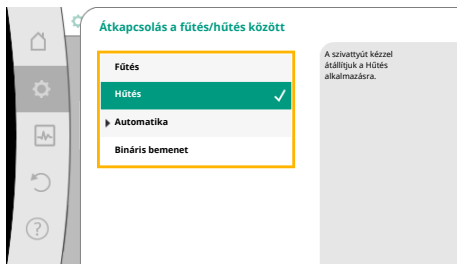 Átkapcsolás a fűtés/hűtés között
Fűtés
Hűtés
Automatika
Bináris bemenet
A szivattyút kézzel
átállítjuk a Hűtés
alkalmazásra.